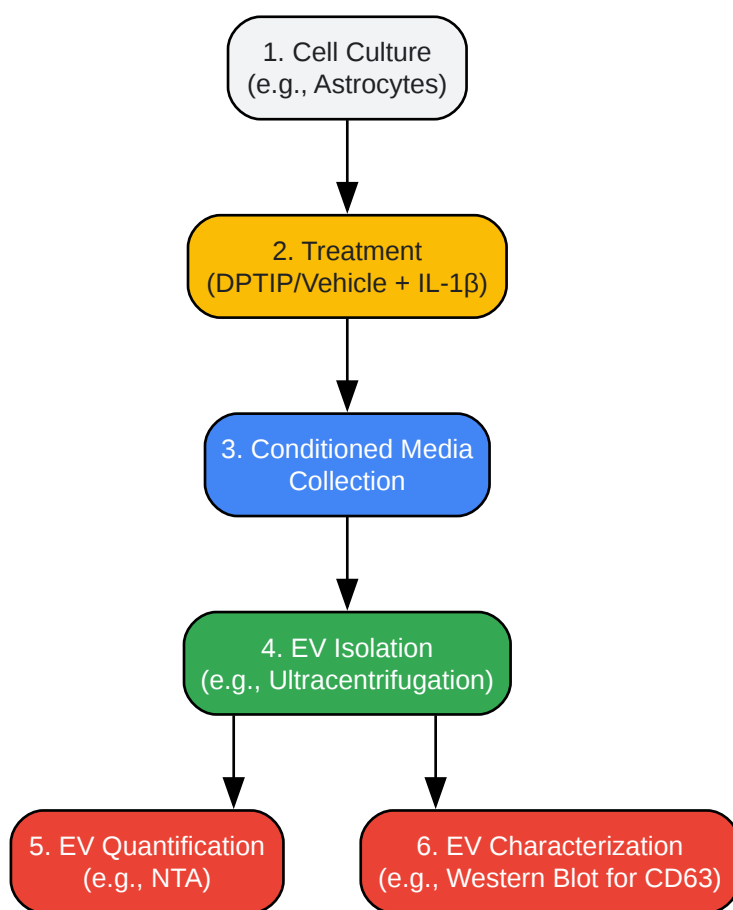 1. Cell Culture
(e.g., Astrocytes)
2. Treatment
(DPTIP/Vehicle + IL-1β)
3. Conditioned Media
Collection
4. EV Isolation
(e.g., Ultracentrifugation)
5. EV Quantification
(e.g., NTA)
6. EV Characterization
(e.g., Western Blot for CD63)